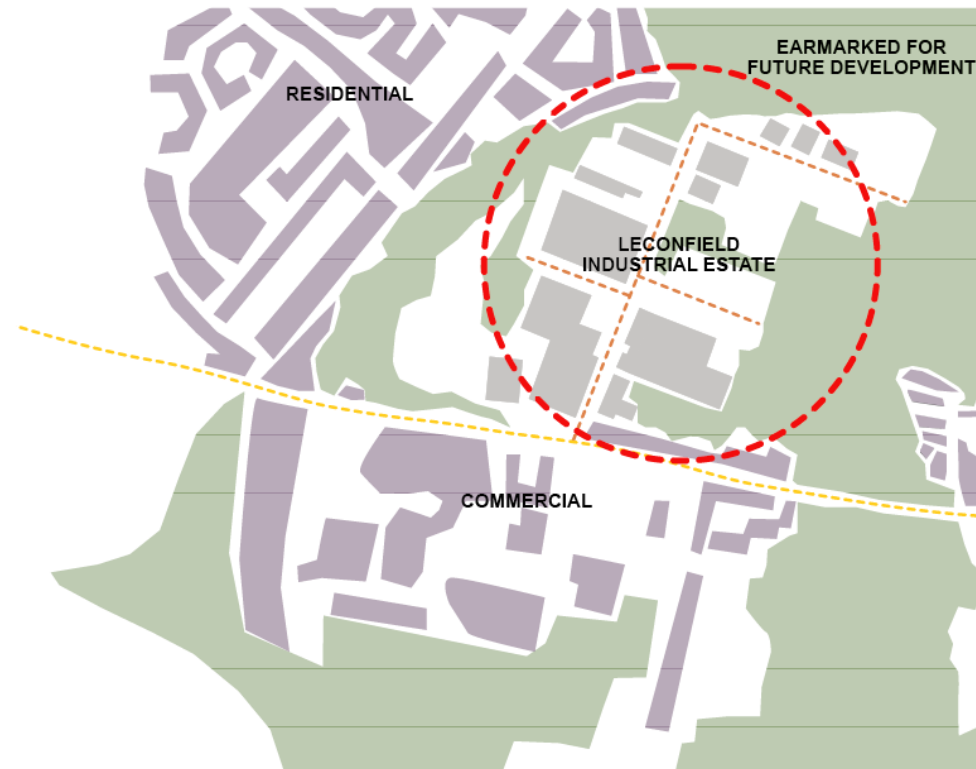 EARMARKED FOR
FUTURE DEVELOPMENT
RESIDENTIAL
LECONFIELD
INDUSTRIAL ESTATE
COMMERCIAL